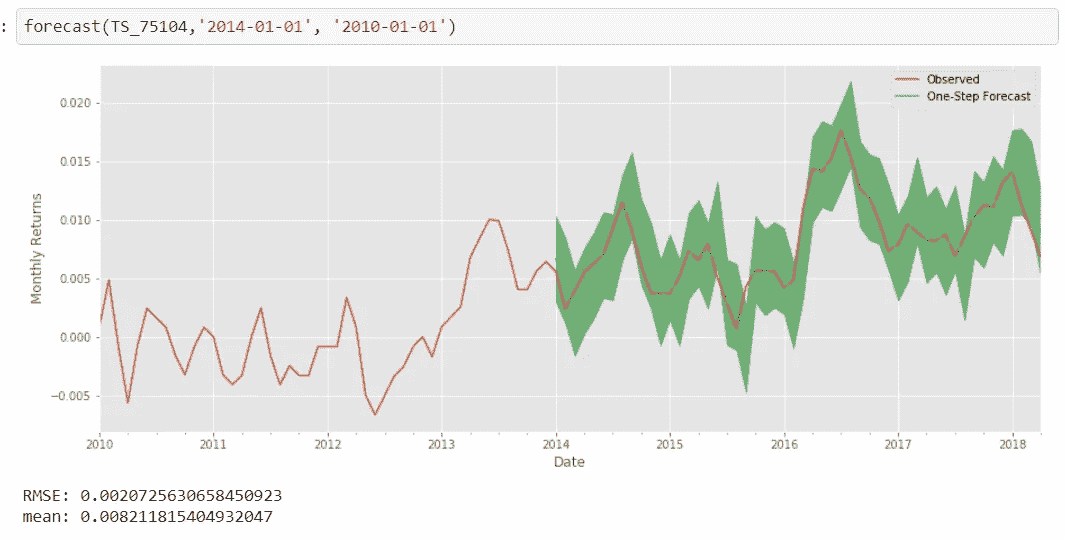 : forecast(TS_75104,'2014-01-01', '2010-01-01')
Observed
One-Step Forecast
0.020
0.015
0.010
0.005
0.000
−0.005
Monthly Returns
2010 2011 2012 2013 2014 2015 2016 2017 2018
Date
RMSE: 0.0020725630658450923
mean: 0.008211815404932047